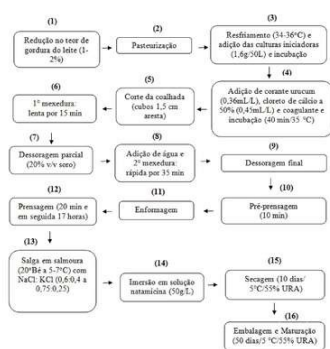 (1)
Redução no teor de
gordura do leite (1-
2%)
(2)
Pasteurização
(3)
Resfriamento (34-36ºC) e
adição das culturas iniciadoras
(1,6g/50L) e incubação
(4)
Adição de corante urucum
(0,36mL/L), cloreto de cálcio a
50% (0,45mL/L) e coagulante e
incubação (40 min/35 ºC)
(5)
Corte da coalhada
(cubos 1,5 cm
aresta)
(6)
1ª mexedura:
lenta por 15 min
(7)
Dessoragem parcial
(20% v/v soro)
(8)
Adição de água e
2ª mexedura:
rápida por 35 min
(9)
Dessoragem final
(10)
Pré-prensagem
(10 min)
(11)
Enformagem
(12)
Prensagem (20 min e
em seguida 17 horas)
(13)
Salga em salmoura
(20ºBé a 5-7ºC) com
NaCl: KCl (0,6:0,4 a
0,75:0,25)
(14)
Imersão em solução
natamicina (50g/L)
(15)
Secagem (10 dias/
5ºC/55% URA)
(16)
Embalagem e Maturação
(50 dias/5 ºC/55% URA)